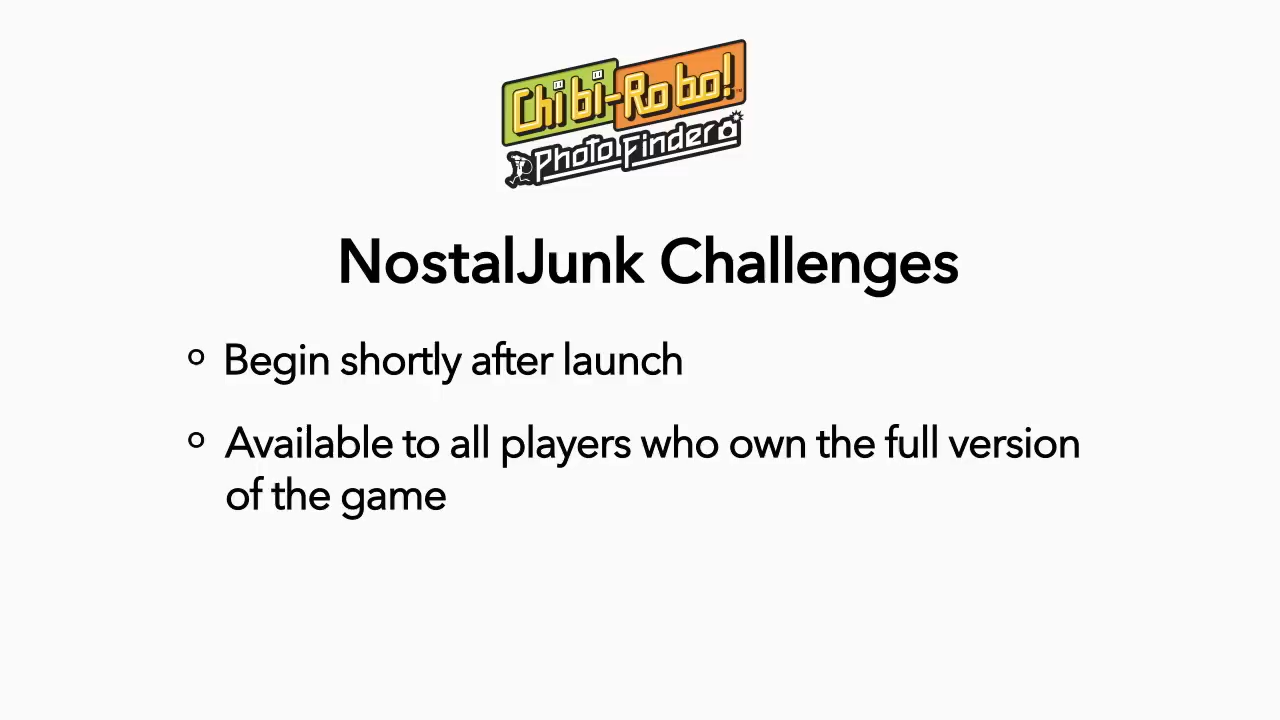 Chibi-Robo!™
Photo Finder
NostalJunk Challenges
Begin shortly after launch
Available to all players who own the full version
of the game